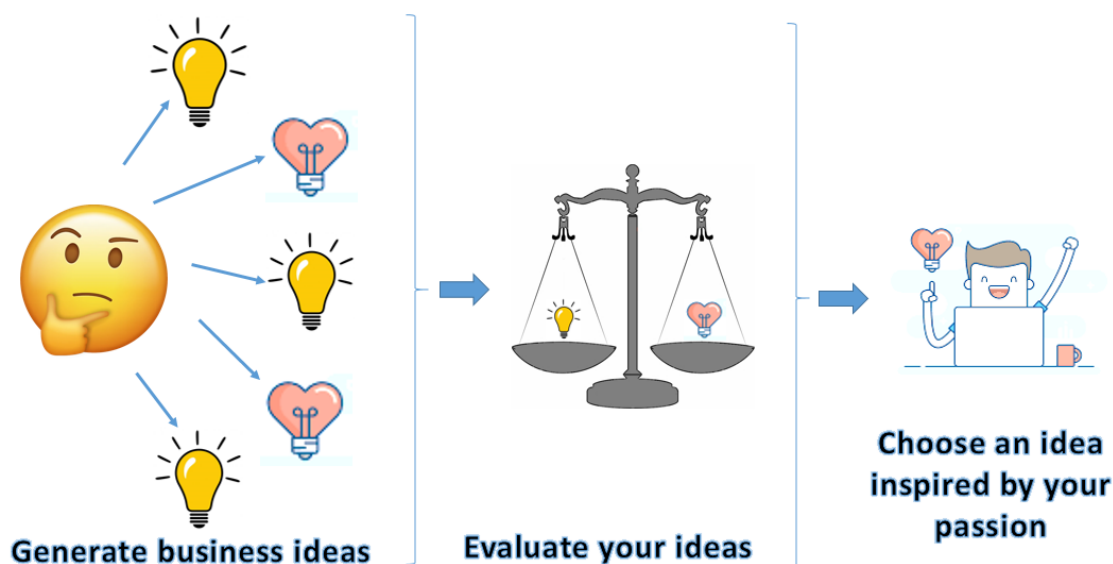 Generate business ideas
Evaluate your ideas
Choose an idea
inspired by your
passion